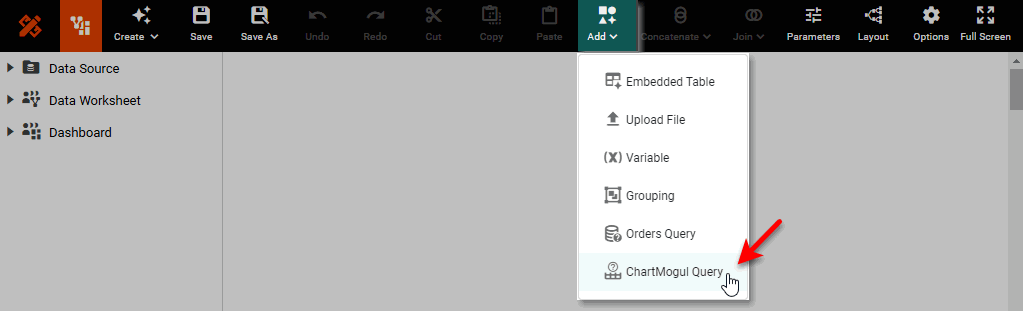 Create Save Save As Undo Redo Cut Copy Paste Add Concatenate Join Parameters Layout Options Full Screen
Data Source
Data Worksheet
Dashboard
Embedded Table
Upload File
(X) Variable
Grouping
Orders Query
ChartMogul Query